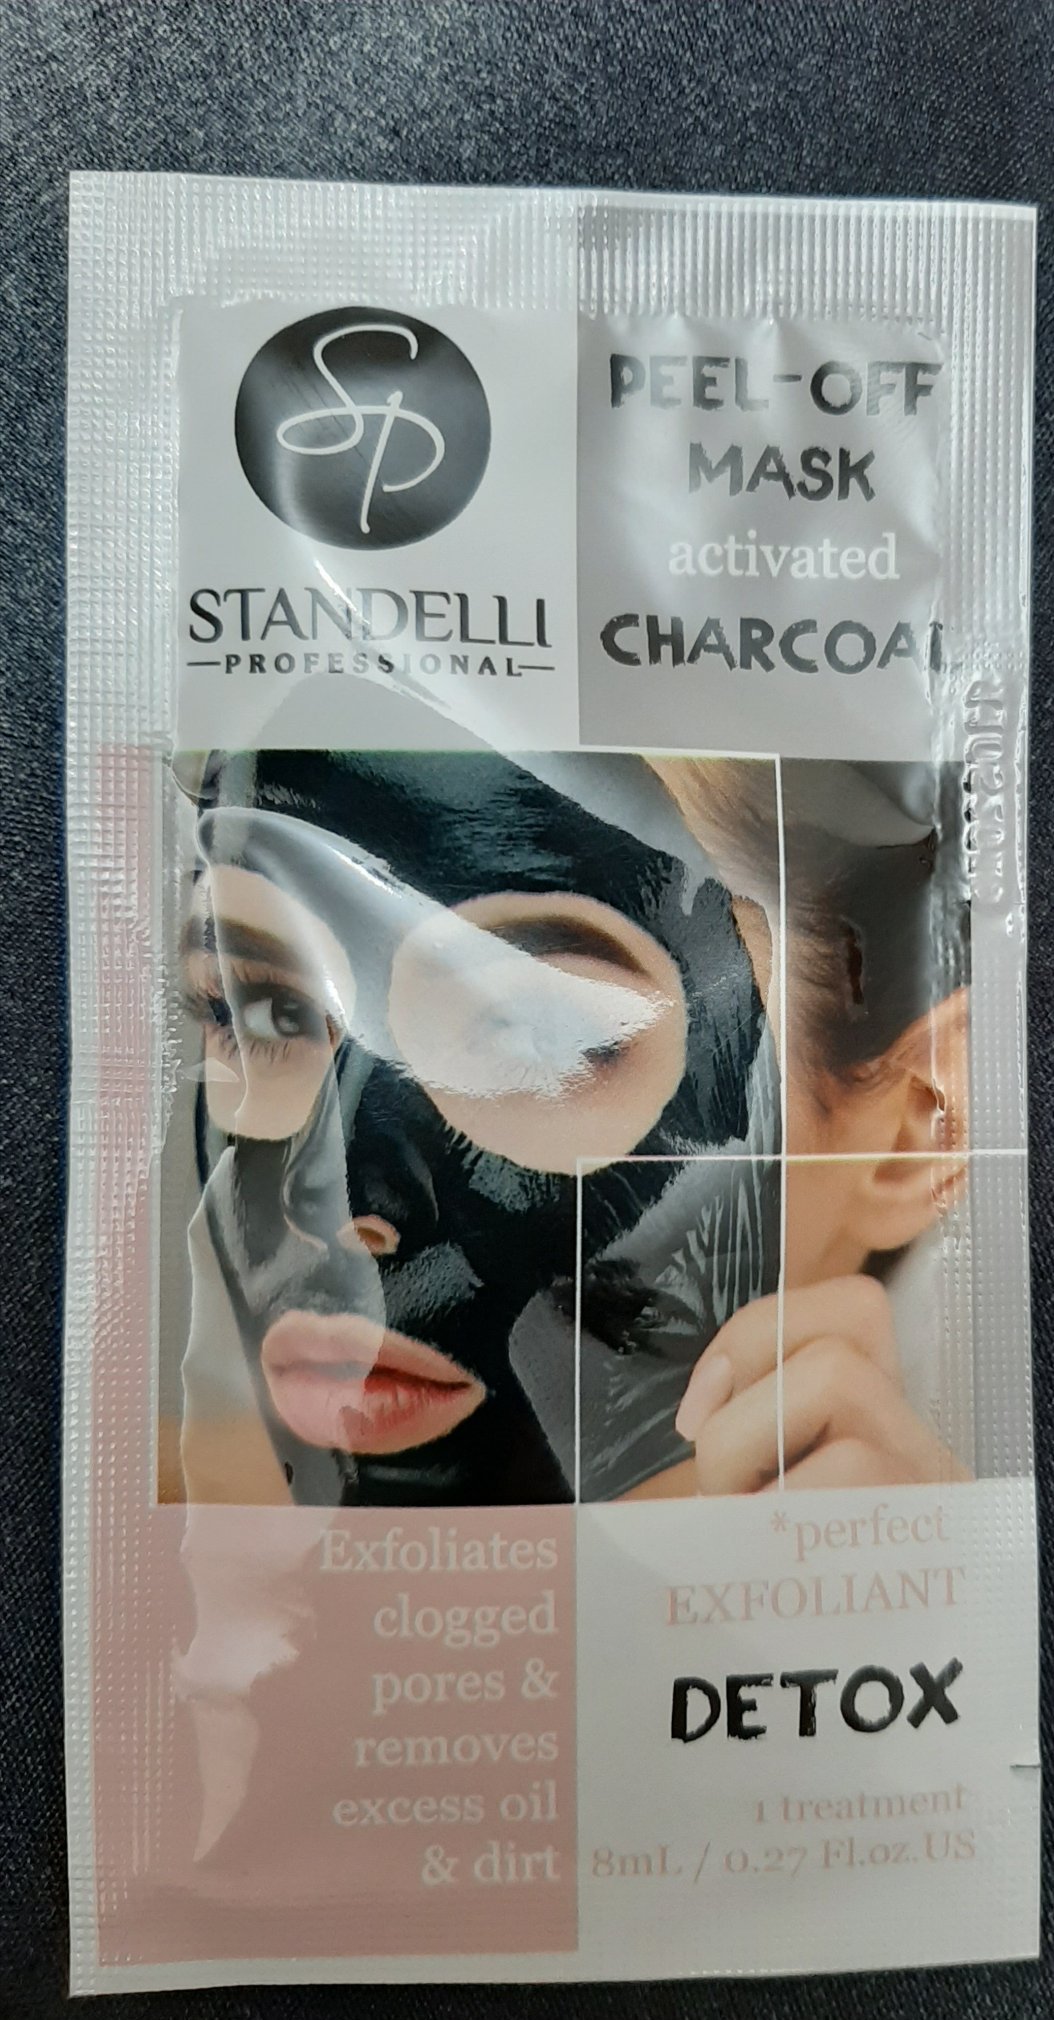 SP
STANDELLI
PROFESSIONAL
PEEL-OFF
MASK
activated
CHARCOAL
Exfoliates
clogged
pores &
removes
excess oil
& dirt
*perfect
EXFOLIANT
DETOX
1 treatment
8mL / 0.27 Fl.oz.US